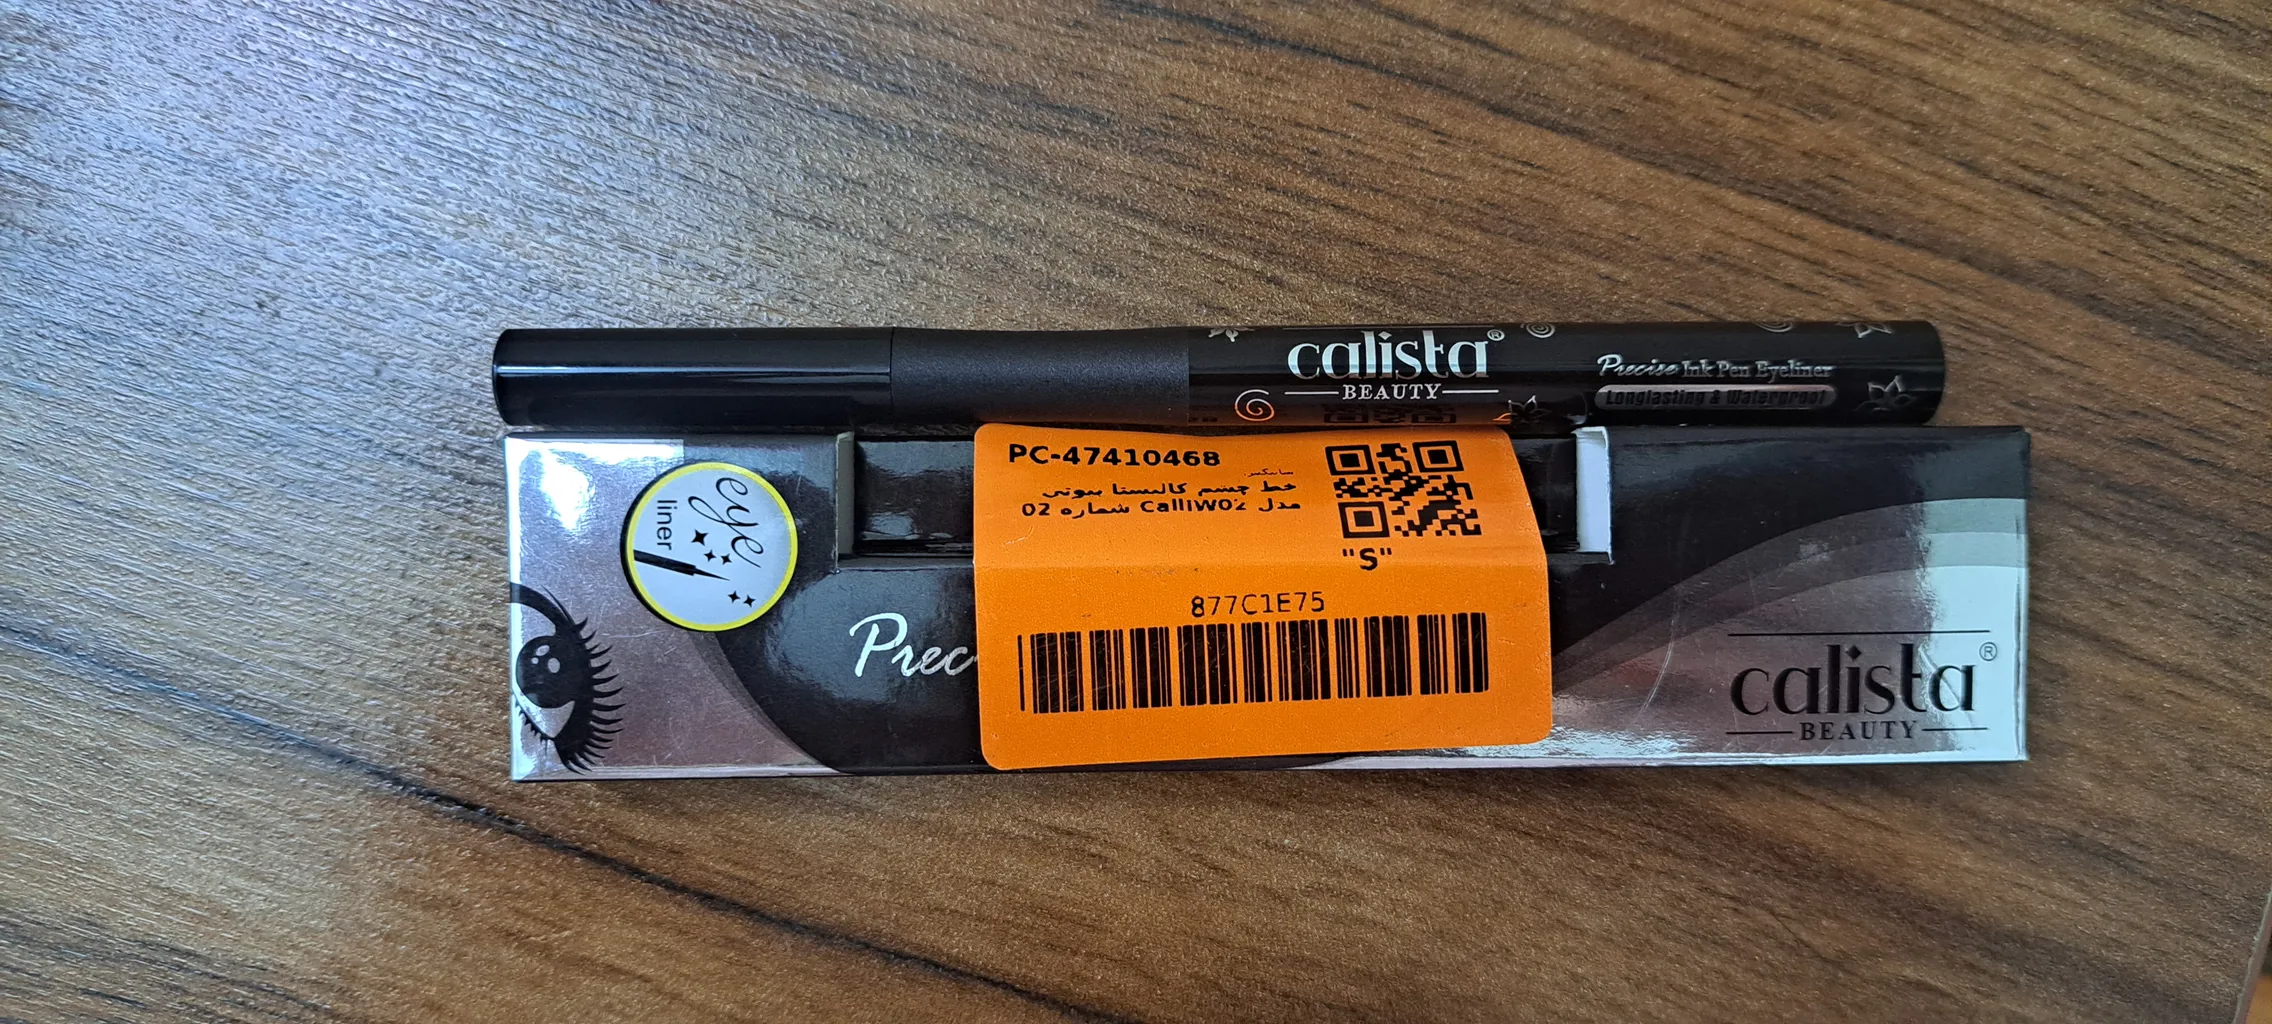 calista®
BEAUTY
Precise Ink Pen Eyeliner
Longlasting & Waterproof
eye
liner
Prec
PC-47410468
خط چشم کالیستا بیوتی
مدل CalliW02 شماره 02
"S"
877C1E75
calista®
BEAUTY